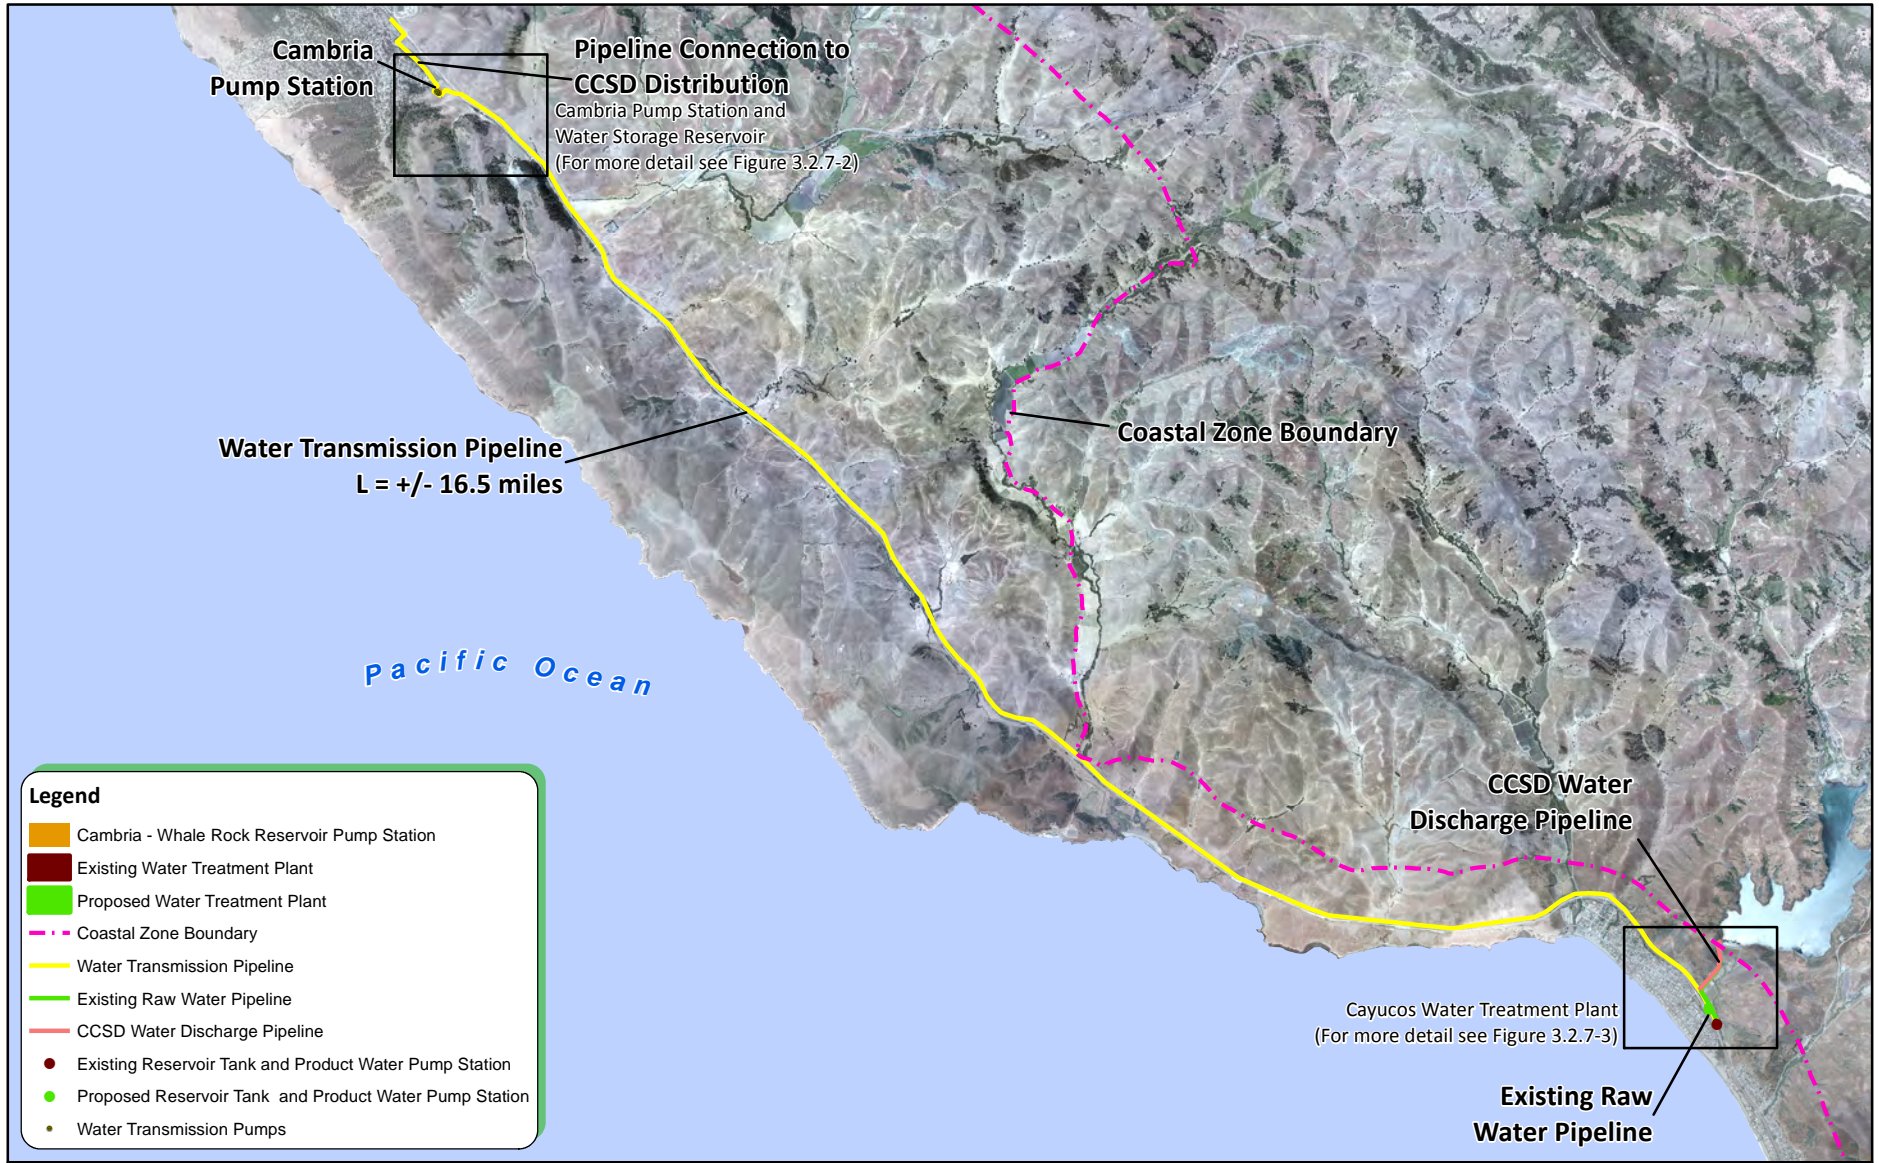 Cambria
Pump Station
Pipeline Connection to
CCSD Distribution
Cambria Pump Station and
Water Storage Reservoir
(For more detail see Figure 3.2.7-2)
Water Transmission Pipeline
L = +/- 16.5 miles
Coastal Zone Boundary
Pacific Ocean
CCSD Water
Discharge Pipeline
Cayucos Water Treatment Plant
(For more detail see Figure 3.2.7-3)
Existing Raw
Water Pipeline
Legend
Cambria - Whale Rock Reservoir Pump Station
Existing Water Treatment Plant
Proposed Water Treatment Plant
Coastal Zone Boundary
Water Transmission Pipeline
Existing Raw Water Pipeline
CCSD Water Discharge Pipeline
Existing Reservoir Tank and Product Water Pump Station
Proposed Reservoir Tank  and Product Water Pump Station
Water Transmission Pumps